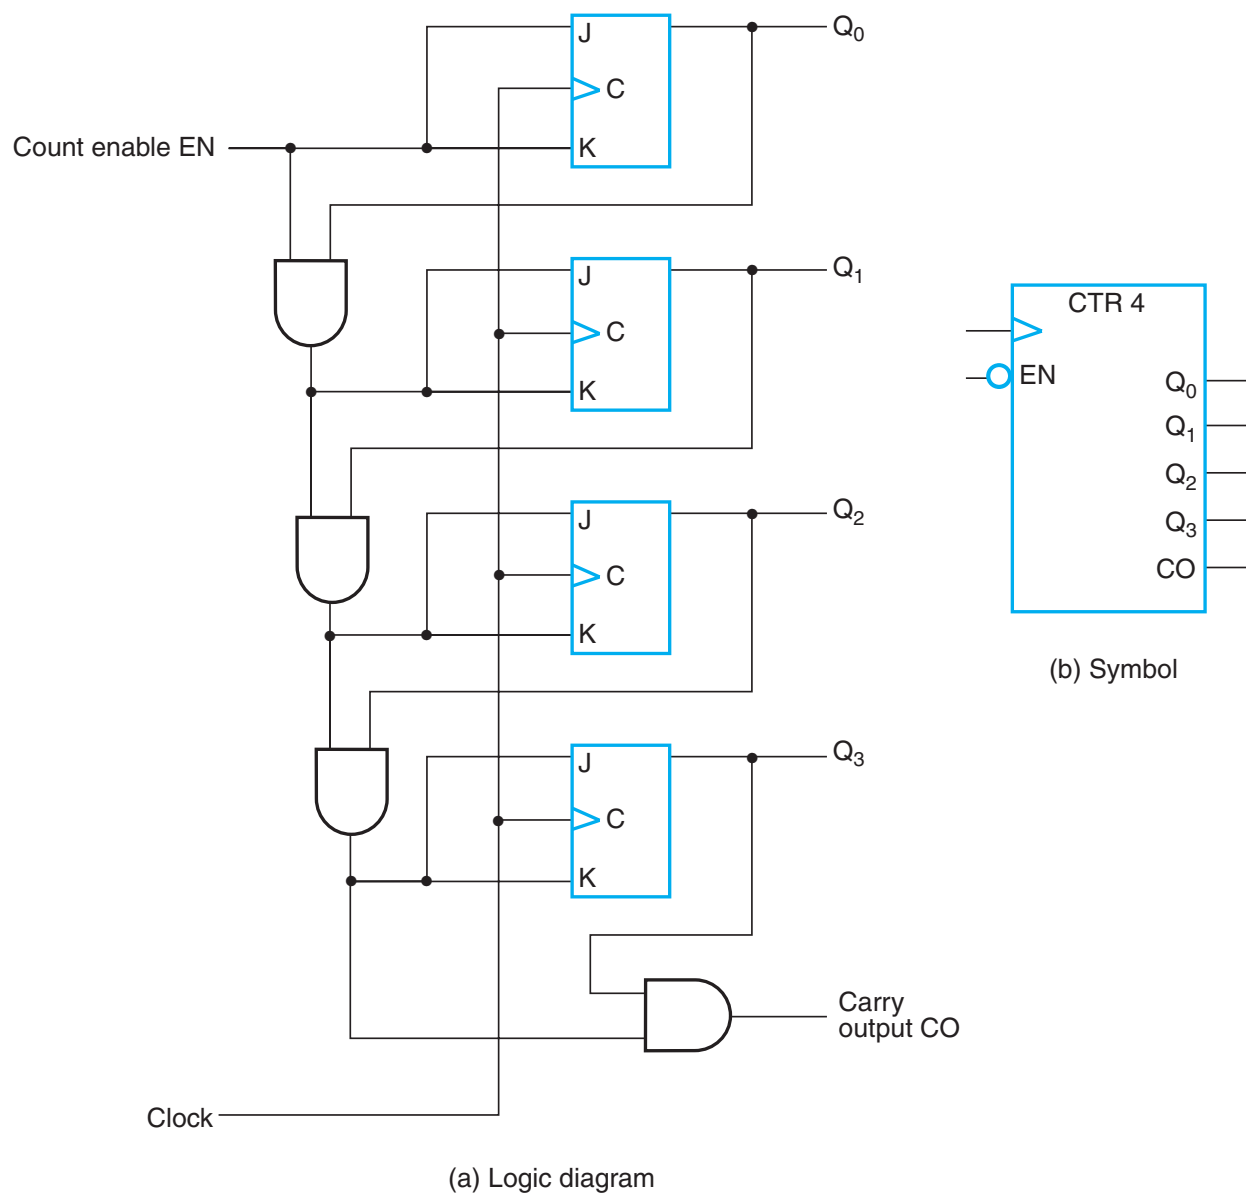 J
Q0
C
Count enable EN
K
J
Q1
C
K
CTR 4
EN
Q0
Q1
Q2
Q3
CO
(b) Symbol
J
Q2
C
K
J
Q3
C
K
Carry
output CO
Clock
(a) Logic diagram